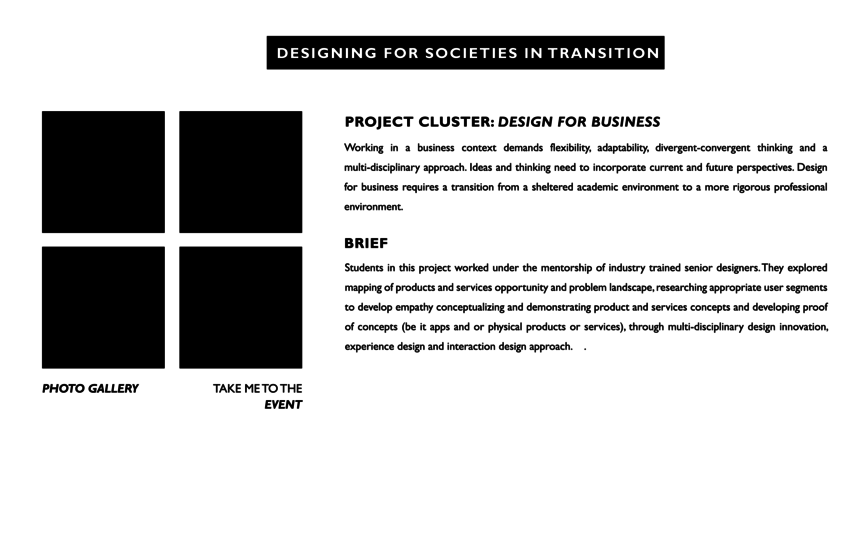 DESIGNING FOR SOCIETIES IN TRANSITION
PROJECT CLUSTER: DESIGN FOR BUSINESS
Working in a business context demands flexibility, adaptability, divergent-convergent thinking and a
multi-disciplinary approach. Ideas and thinking need to incorporate current and future perspectives. Design
for business requires a transition from a sheltered academic environment to a more rigorous professional
environment.
BRIEF
Students in this project worked under the mentorship of industry trained senior designers. They explored
mapping of products and services opportunity and problem landscape, researching appropriate user segments
to develop empathy conceptualizing and demonstrating product and services concepts and developing proof
of concepts (be it apps and or physical products or services), through multi-disciplinary design innovation,
experience design and interaction design approach. .
PHOTO GALLERY
TAKE ME TO THE
EVENT